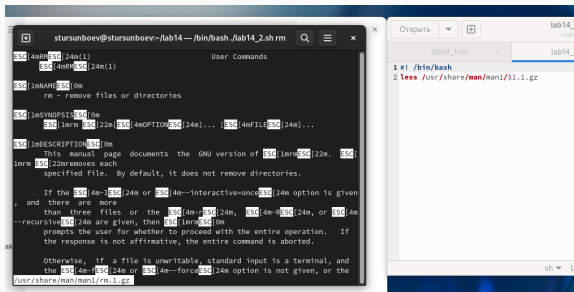 stursunboev@stursunboev:~/lab14 — /bin/bash ./lab14_2.sh rm
ESC[4mRMESC[24m(1) User Commands
ESC[4mRMESC[24m(1)
ESC[1mNAMEESC[0m
rm - remove files or directories
ESC[1mSYNOPSISESC[0m
ESC[1mrm ESC[22m[ESC[4mOPTIONESC[24m]... [ESC[4mFILEESC[24m]...
ESC[1mDESCRIPTIONESC[0m
This manual page documents the GNU version of ESC[1mrmESC[22m. ESC[
1mrm ESC[22mremoves each
specified file. By default, it does not remove directories.
If the ESC[4m-IESC[24m or ESC[4m--interactive=onceESC[24m option is given
, and there are more
than three files or the ESC[4m-rESC[24m, ESC[4m-RESC[24m, or ESC[4m
--recursiveESC[24m are given, then ESC[1mrmESC[0m
prompts the user for whether to proceed with the entire operation. If
the response is not affirmative, the entire command is aborted.
Otherwise, if a file is unwritable, standard input is a terminal, and
the ESC[4m-fESC[24m or ESC[4m--forceESC[24m option is not given, or the
/usr/share/man/man1/rm.1.gz
Открыть
lab14_
lab14_1.sh
lab14_
1 #! /bin/bash
2 less /usr/share/man/man1/$1.1.gz
sh